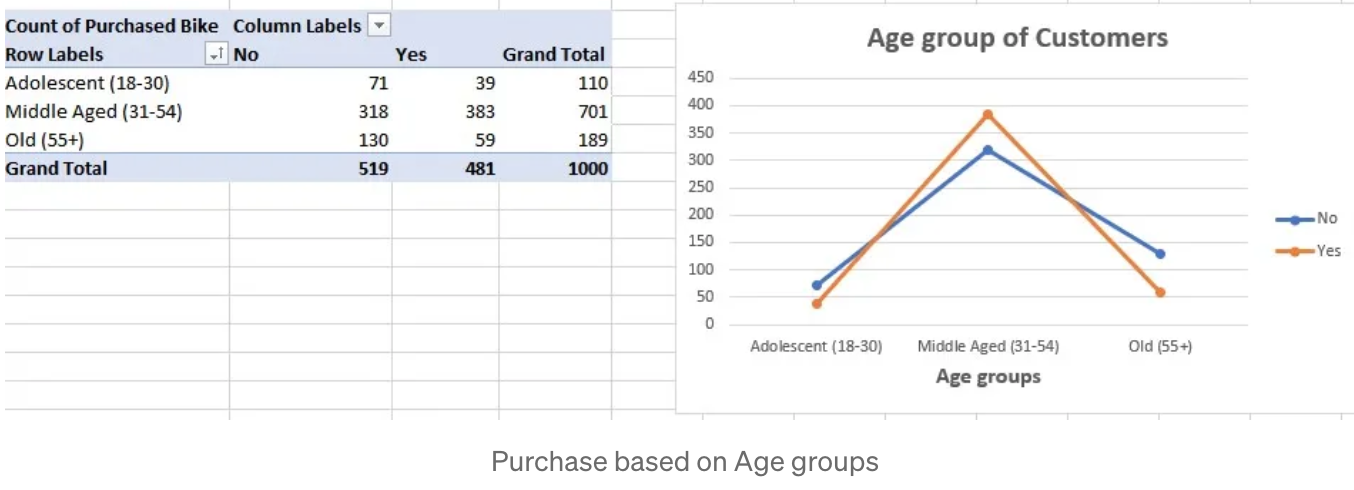 Count of Purchased Bike Column Labels
Row Labels No Yes Grand Total
Adolescent (18-30) 71 39 110
Middle Aged (31-54) 318 383 701
Old (55+) 130 59 189
Grand Total 519 481 1000
Age group of Customers
450
400
350
300
250
200
150
100
50
0
Adolescent (18-30) Middle Aged (31-54) Old (55+)
Age groups
No
Yes
Purchase based on Age groups